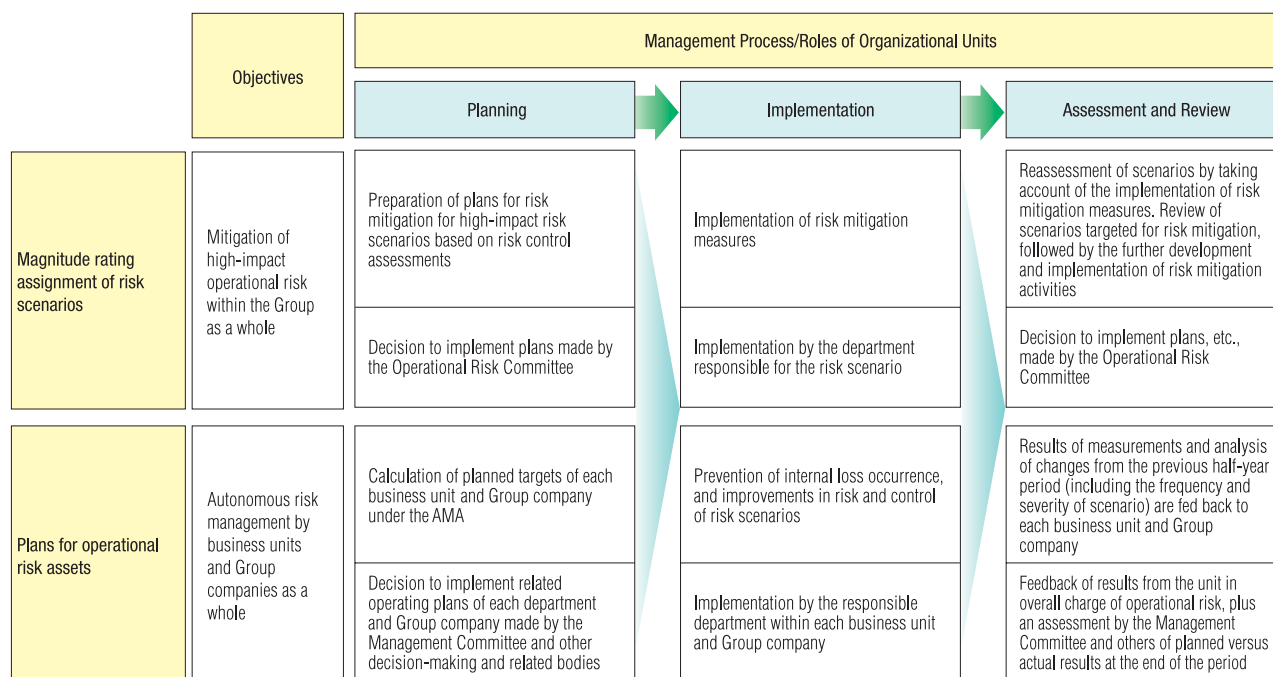 Objectives
Management Process/Roles of Organizational Units
Planning
Implementation
Assessment and Review
Magnitude rating
assignment of risk
scenarios
Mitigation of
high-impact
operational risk
within the Group
as a whole
Preparation of plans for risk
mitigation for high-impact risk
scenarios based on risk control
assessments
Implementation of risk mitigation
measures
Reassessment of scenarios by taking
account of the implementation of risk
mitigation measures. Review of
scenarios targeted for risk mitigation,
followed by the further development
and implementation of risk mitigation
activities
Decision to implement plans made by
the Operational Risk Committee
Implementation by the department
responsible for the risk scenario
Decision to implement plans, etc.,
made by the Operational Risk
Committee
Plans for operational
risk assets
Autonomous risk
management by
business units
and Group
companies as a
whole
Calculation of planned targets of each
business unit and Group company
under the AMA
Prevention of internal loss occurrence,
and improvements in risk and control
of risk scenarios
Results of measurements and analysis
of changes from the previous half-year
period (including the frequency and
severity of scenario) are fed back to
each business unit and Group
company
Decision to implement related
operating plans of each department
and Group company made by the
Management Committee and other
decision-making and related bodies
Implementation by the responsible
department within each business unit
and Group company
Feedback of results from the unit in
overall charge of operational risk, plus
an assessment by the Management
Committee and others of planned versus
actual results at the end of the period